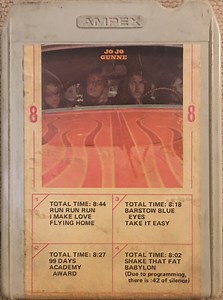 AMPEX
JO JO
GUNNE
8
8
1
TOTAL TIME: 8:44
RUN RUN RUN
I MAKE LOVE
FLYING HOME
2
TOTAL TIME: 8:27
99 DAYS
ACADEMY
AWARD
3
TOTAL TIME: 8:18
BARSTOW BLUE
EYES
TAKE IT EASY
4
TOTAL TIME: 8:02
SHAKE THAT FAT
BABYLON
(Due to programming,
there is :42 of silence)